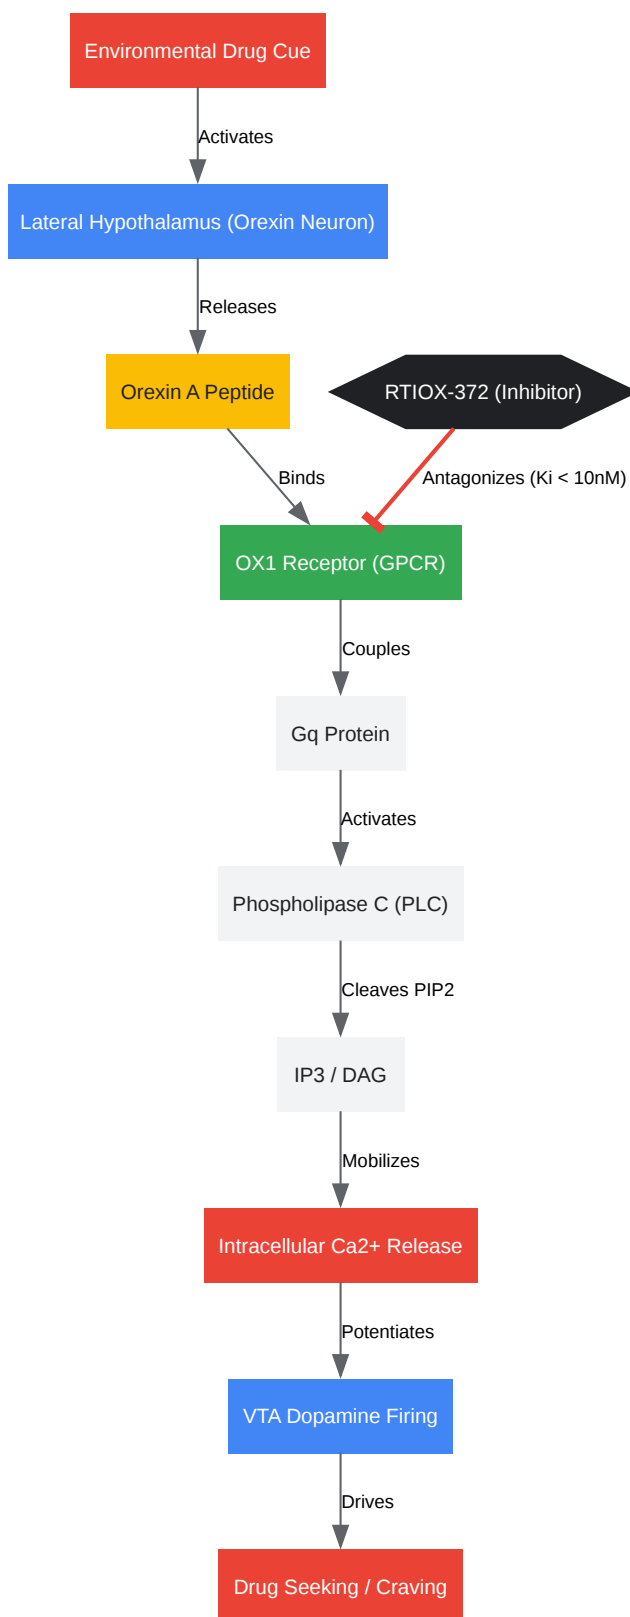 Environmental Drug Cue
Activates
Lateral Hypothalamus (Orexin Neuron)
Releases
Orexin A Peptide
RTIOX-372 (Inhibitor)
Binds
Antagonizes (Ki < 10nM)
OX1 Receptor (GPCR)
Couples
Gq Protein
Activates
Phospholipase C (PLC)
Cleaves PIP2
IP3 / DAG
Mobilizes
Intracellular Ca2+ Release
Potentiates
VTA Dopamine Firing
Drives
Drug Seeking / Craving